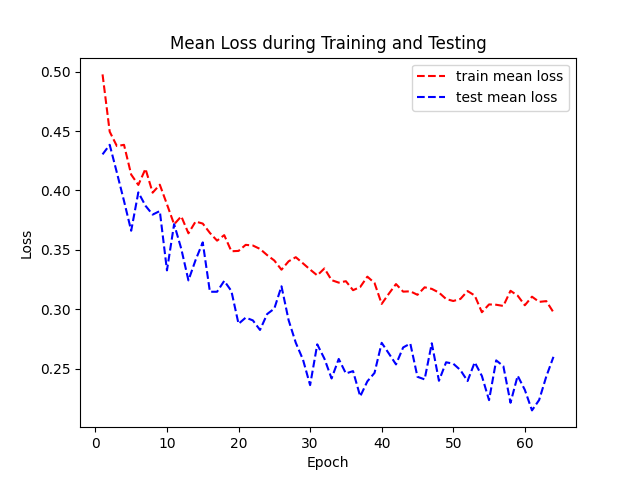 Mean Loss during Training and Testing
train mean loss
test mean loss
0.50
0.45
0.40
0.35
0.30
0.25
Loss
0 10 20 30 40 50 60
Epoch